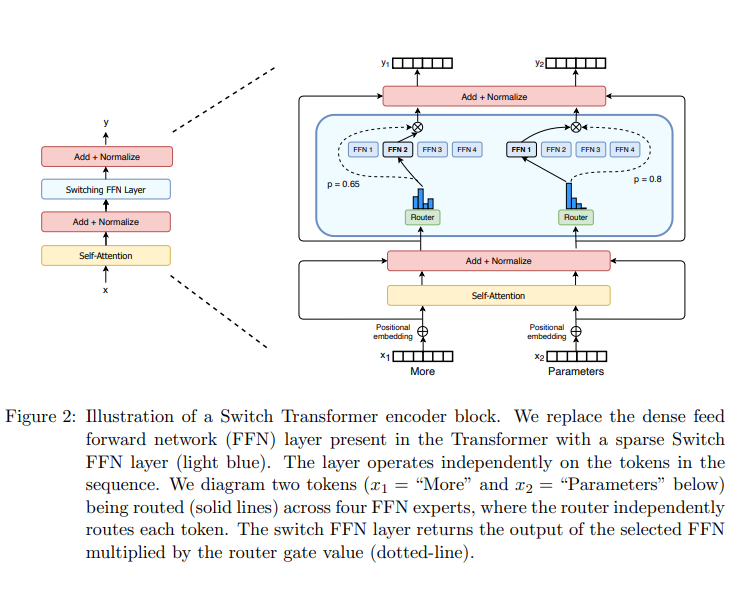 y
Add + Normalize
Switching FFN Layer
Add + Normalize
Self-Attention
x
y1 y2
Add + Normalize
FFN 1 FFN 2 FFN 3 FFN 4 FFN 1 FFN 2 FFN 3 FFN 4
p = 0.65 p = 0.8
Router Router
Add + Normalize
Self-Attention
Positional embedding Positional embedding
x1 x2
More Parameters
Figure 2: Illustration of a Switch Transformer encoder block. We replace the dense feed
forward network (FFN) layer present in the Transformer with a sparse Switch
FFN layer (light blue). The layer operates independently on the tokens in the
sequence. We diagram two tokens (x1 = “More” and x2 = “Parameters” below)
being routed (solid lines) across four FFN experts, where the router independently
routes each token. The switch FFN layer returns the output of the selected FFN
multiplied by the router gate value (dotted-line).